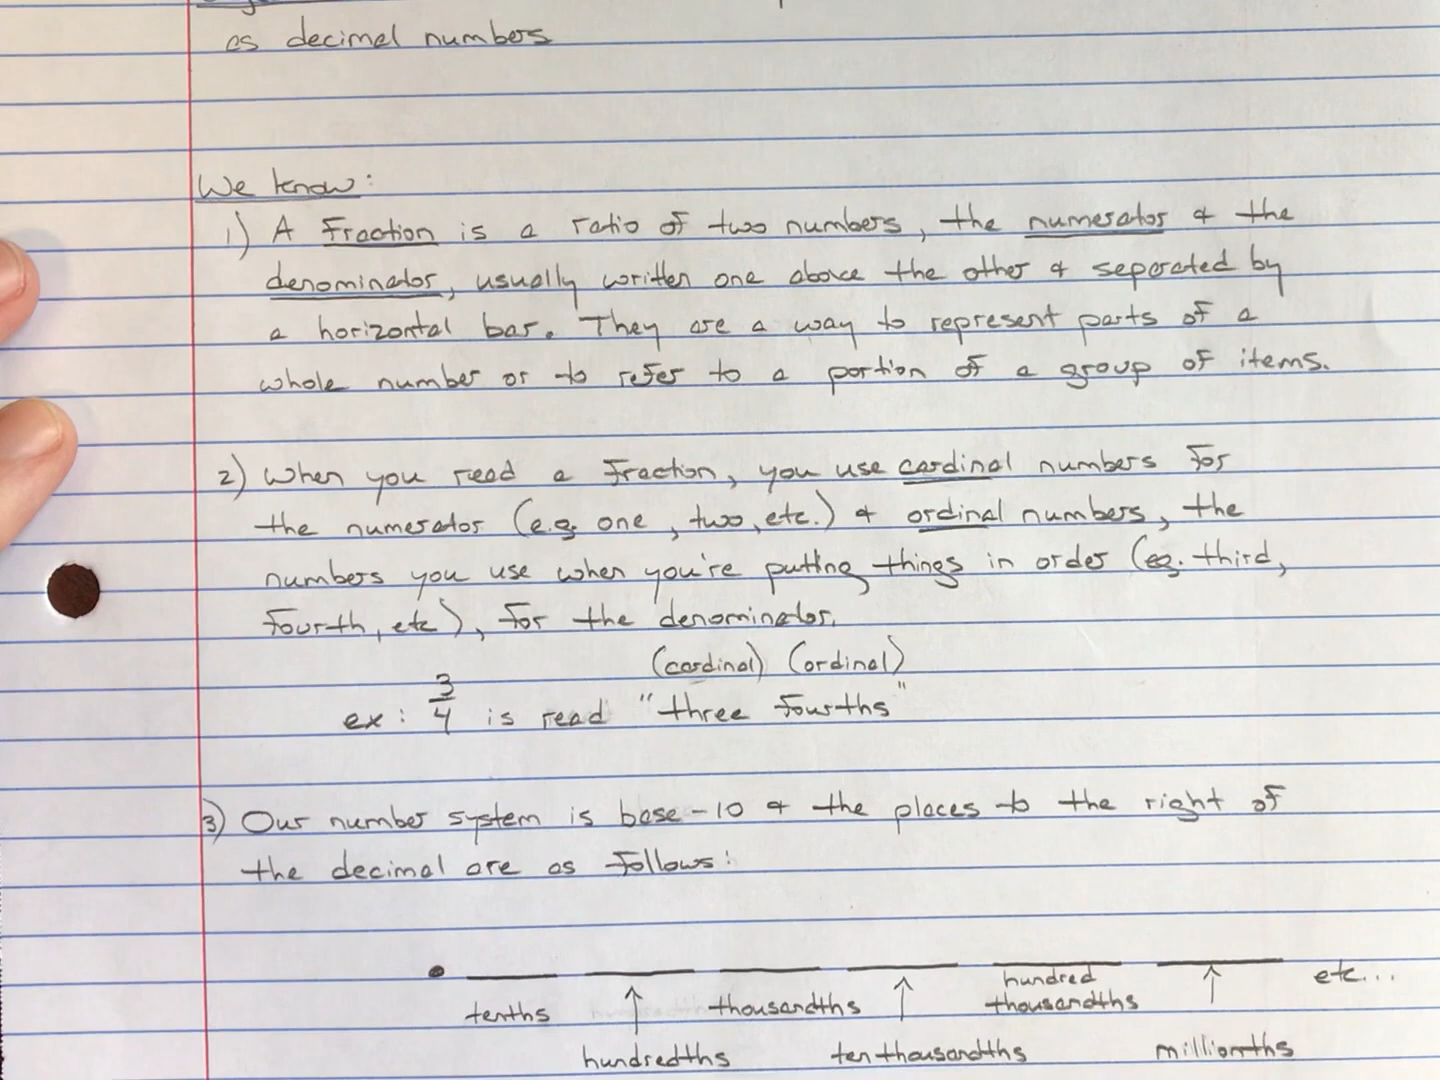 as decimal numbers
We know:
1) A fraction is a ratio of two numbers, the numerator & the
denominator, usually written one above the other & seperated by
a horizontal bar. They are a way to represent parts of a
whole number or to refer to a portion of a group of items.
2) When you read a fraction, you use cardinal numbers for
the numerator (e.g. one, two, etc.) & ordinal numbers, the
numbers you use when you're putting things in order (eg. third,
fourth, etc), for the denominator.
(cardinal) (ordinal)
ex: 3/4 is read "three fourths"
3) Our number system is base-10 & the places to the right of
the decimal are as follows:
. _ _ _ _ _ _ etc...
tenths thousandths hundred thousandths
hundredths ten thousandths millionths